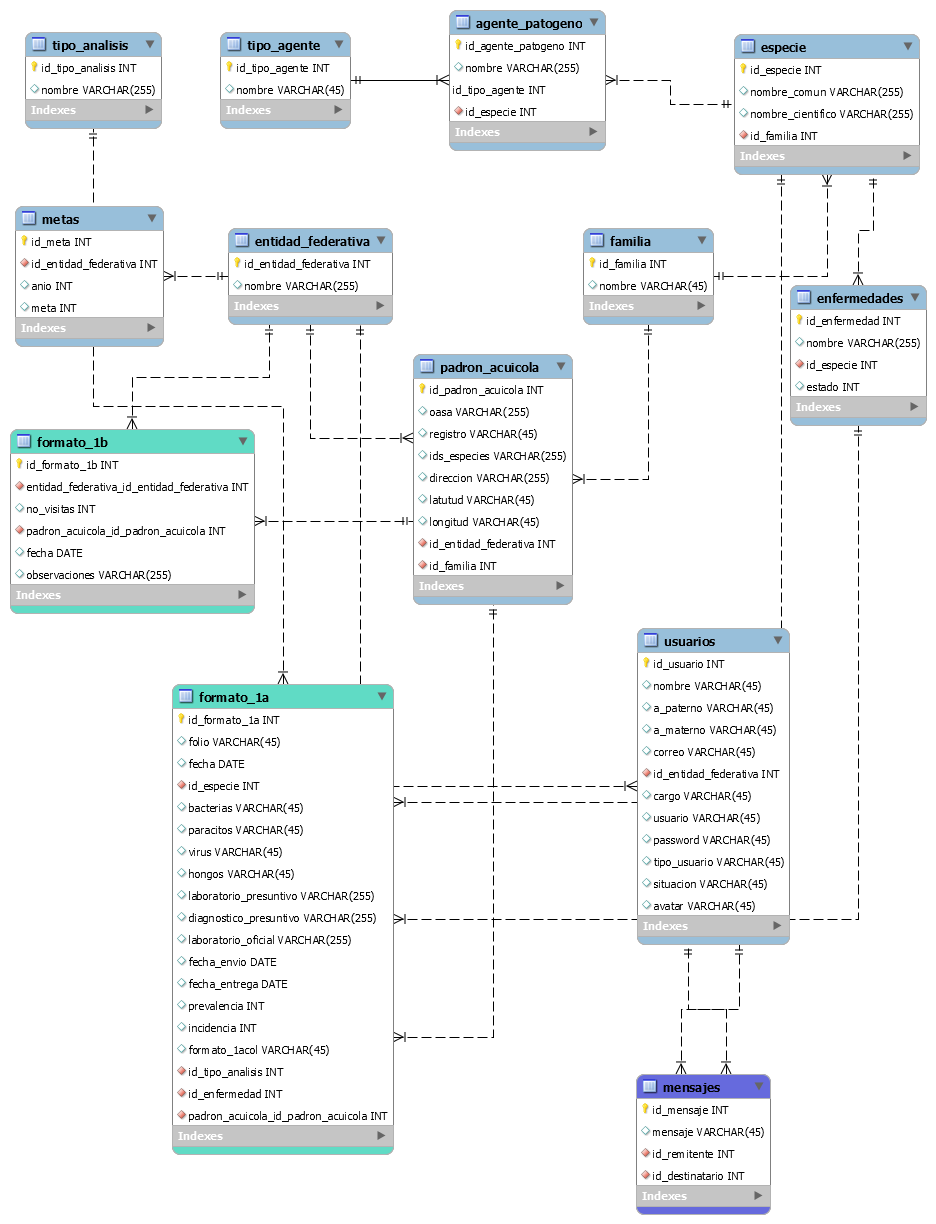 tipo_analisis
id_tipo_analisis INT
nombre VARCHAR(255)
Indexes
tipo_agente
id_tipo_agente INT
nombre VARCHAR(45)
Indexes
agente_patogeno
id_agente_patogeno INT
nombre VARCHAR(255)
id_tipo_agente INT
id_especie INT
Indexes
especie
id_especie INT
nombre_comun VARCHAR(255)
nombre_cientifico VARCHAR(255)
id_familia INT
Indexes
metas
id_meta INT
id_entidad_federativa INT
anio INT
meta INT
Indexes
entidad_federativa
id_entidad_federativa INT
nombre VARCHAR(255)
Indexes
familia
id_familia INT
nombre VARCHAR(45)
Indexes
enfermedades
id_enfermedad INT
nombre VARCHAR(255)
id_especie INT
estado INT
Indexes
padron_acuicola
id_padron_acuicola INT
oasa VARCHAR(255)
registro VARCHAR(45)
ids_especies VARCHAR(255)
direccion VARCHAR(255)
latutud VARCHAR(45)
longitud VARCHAR(45)
id_entidad_federativa INT
id_familia INT
Indexes
formato_1b
id_formato_1b INT
entidad_federativa_id_entidad_federativa INT
no_visitas INT
padron_acuicola_id_padron_acuicola INT
fecha DATE
observaciones VARCHAR(255)
Indexes
usuarios
id_usuario INT
nombre VARCHAR(45)
a_paterno VARCHAR(45)
a_materno VARCHAR(45)
correo VARCHAR(45)
id_entidad_federativa INT
cargo VARCHAR(45)
usuario VARCHAR(45)
password VARCHAR(45)
tipo_usuario VARCHAR(45)
situacion VARCHAR(45)
avatar VARCHAR(45)
Indexes
formato_1a
id_formato_1a INT
folio VARCHAR(45)
fecha DATE
id_especie INT
bacterias VARCHAR(45)
paracitos VARCHAR(45)
virus VARCHAR(45)
hongos VARCHAR(45)
laboratorio_presuntivo VARCHAR(255)
diagnostico_presuntivo VARCHAR(255)
laboratorio_oficial VARCHAR(255)
fecha_envio DATE
fecha_entrega DATE
prevalencia INT
incidencia INT
formato_1acol VARCHAR(45)
id_tipo_analisis INT
id_enfermedad INT
padron_acuicola_id_padron_acuicola INT
Indexes
mensajes
id_mensaje INT
mensaje VARCHAR(45)
id_remitente INT
id_destinatario INT
Indexes